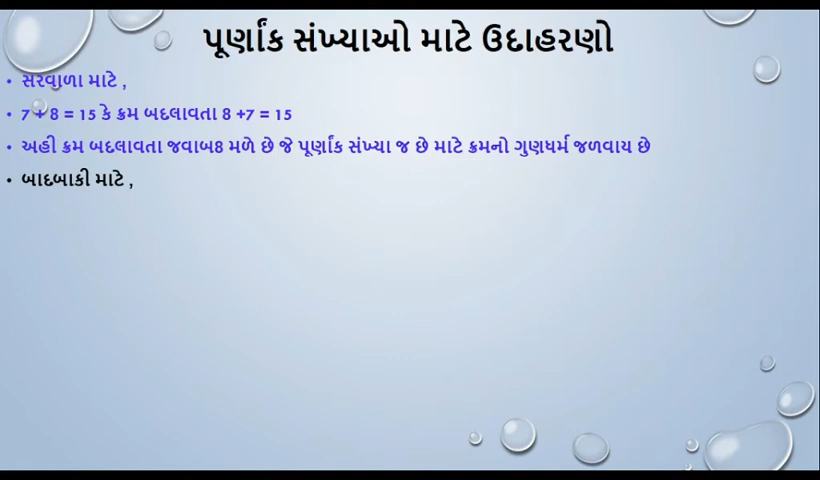 પૂર્ણાંક સંખ્યાઓ માટે ઉદાહરણો
• સરવાળા માટે ,
• 7 + 8 = 15 કે ક્રમ બદલાવતા 8 +7 = 15
• અહી ક્રમ બદલાવતા જવાબ8 મળે છે જે પૂર્ણાંક સંખ્યા જ છે માટે ક્રમનો ગુણધર્મ જળવાય છે
• બાદબાકી માટે ,